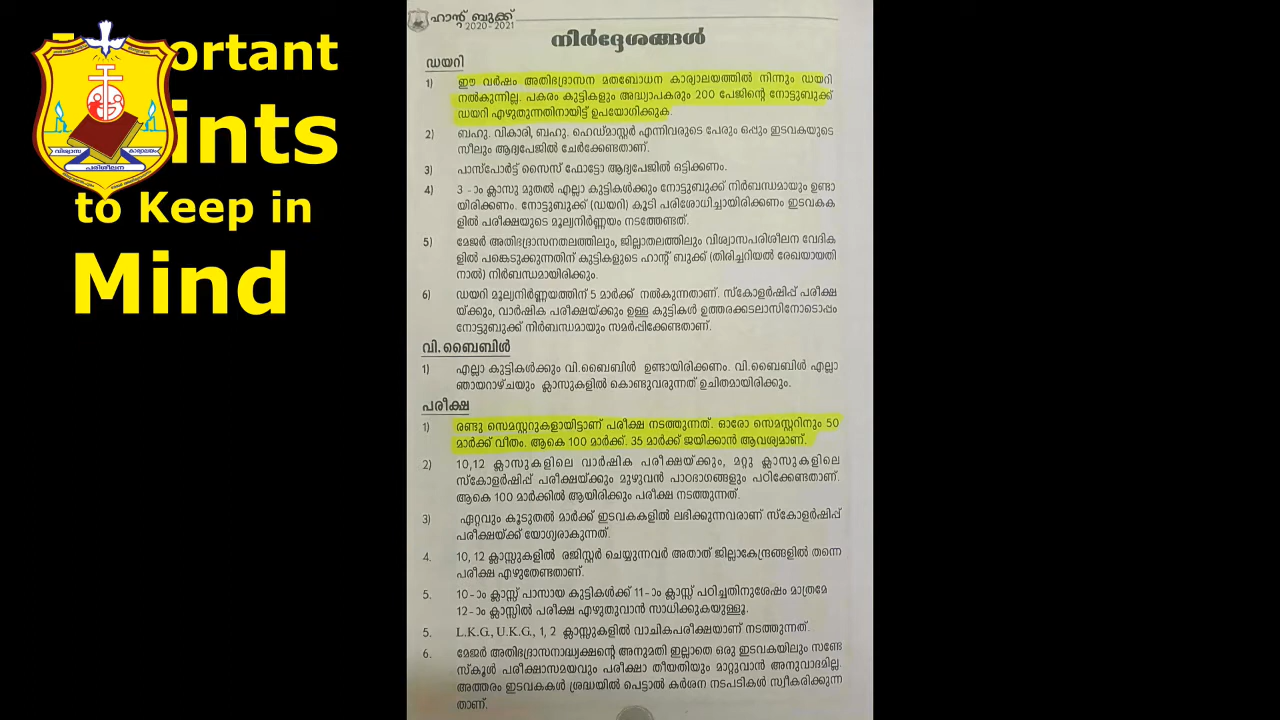 Important
Points
to Keep in
Mind
വിശ്വാസ
കാര്യാലയം
പരിശീലന
ഹാന്റ് ബുക്ക്
2020-2021
നിർദ്ദേശങ്ങൾ
ഡയറി
1) ഈ വർഷം അതിഭദ്രാസന മതബോധന കാര്യാലയത്തിൽ നിന്നും ഡയറി
നൽകുന്നില്ല. പകരം കുട്ടികളും അദ്ധ്യാപകരും 200 പേജിന്റെ നോട്ടുബുക്ക്
ഡയറി എഴുതുന്നതിനായിട്ട് ഉപയോഗിക്കുക.
2) ബഹു. വികാരി, ബഹു. ഹെഡ്മാസ്റ്റർ എന്നിവരുടെ പേരും ഒപ്പും ഇടവകയുടെ
സീലും ആദ്യപേജിൽ ചേർക്കേണ്ടതാണ്.
3) പാസ്പോർട്ട് സൈസ് ഫോട്ടോ ആദ്യപേജിൽ ഒട്ടിക്കണം.
4) 3 - ാം ക്ലാസു മുതൽ എല്ലാ കുട്ടികൾക്കും നോട്ടുബുക്ക് നിർബന്ധമായും ഉണ്ടാ
യിരിക്കണം. നോട്ടുബുക്ക് (ഡയറി) കൂടി പരിശോധിച്ചായിരിക്കണം ഇടവകക
ളിൽ പരീക്ഷയുടെ മൂല്യനിർണ്ണയം നടത്തേണ്ടത്.
5) മേജർ അതിഭദ്രാസനതലത്തിലും, ജില്ലാതലത്തിലും വിശ്വാസപരിശീലന വേദിക
ളിൽ പങ്കെടുക്കുന്നതിന് കുട്ടികളുടെ ഹാന്റ് ബുക്ക് (തിരിച്ചറിയൽ രേഖയായതി
നാൽ) നിർബന്ധമായിരിക്കും.
6) ഡയറി മൂല്യനിർണ്ണയത്തിന് 5 മാർക്ക് നൽകുന്നതാണ്. സ്കോളർഷിപ്പ് പരീക്ഷ
യ്ക്കും, വാർഷിക പരീക്ഷയ്ക്കും ഉള്ള കുട്ടികൾ ഉത്തരക്കടലാസിനോടൊപ്പം
നോട്ടുബുക്ക് നിർബന്ധമായും സമർപ്പിക്കേണ്ടതാണ്.
വി.ബൈബിൾ
1) എല്ലാ കുട്ടികൾക്കും വി.ബൈബിൾ ഉണ്ടായിരിക്കണം. വി.ബൈബിൾ എല്ലാ
ഞായറാഴ്ചയും ക്ലാസുകളിൽ കൊണ്ടുവരുന്നത് ഉചിതമായിരിക്കും.
പരീക്ഷ
1) രണ്ടു സെമസ്റ്ററുകളായിട്ടാണ് പരീക്ഷ നടത്തുന്നത്. ഓരോ സെമസ്റ്ററിനും 50
മാർക്ക് വീതം. ആകെ 100 മാർക്ക്. 35 മാർക്ക് ജയിക്കാൻ ആവശ്യമാണ്.
2) 10,12 ക്ലാസുകളിലെ വാർഷിക പരീക്ഷയ്ക്കും, മറ്റു ക്ലാസുകളിലെ
സ്കോളർഷിപ്പ് പരീക്ഷയ്ക്കും മുഴുവൻ പാഠഭാഗങ്ങളും പഠിക്കേണ്ടതാണ്.
ആകെ 100 മാർക്കിൽ ആയിരിക്കും പരീക്ഷ നടത്തുന്നത്.
3) ഏറ്റവും കൂടുതൽ മാർക്ക് ഇടവകകളിൽ ലഭിക്കുന്നവരാണ് സ്കോളർഷിപ്പ്
പരീക്ഷയ്ക്ക് യോഗ്യരാകുന്നത്.
4. 10, 12 ക്ലാസ്സുകളിൽ രജിസ്റ്റർ ചെയ്യുന്നവർ അതാത് ജില്ലാകേന്ദ്രങ്ങളിൽ തന്നെ
പരീക്ഷ എഴുതേണ്ടതാണ്.
5. 10-ാം ക്ലാസ്സ് പാസായ കുട്ടികൾക്ക് 11-ാം ക്ലാസ്സ് പഠിച്ചതിനുശേഷം മാത്രമേ
12-ാം ക്ലാസ്സിൽ പരീക്ഷ എഴുതുവാൻ സാധിക്കുകയുള്ളൂ.
5. L.K.G., U.K.G., 1, 2 ക്ലാസ്സുകളിൽ വാചികപരീക്ഷയാണ് നടത്തുന്നത്.
6. മേജർ അതിഭദ്രാസനാദ്ധ്യക്ഷന്റെ അനുമതി ഇല്ലാതെ ഒരു ഇടവകയിലും സണ്ടേ
സ്കൂൾ പരീക്ഷാസമയവും പരീക്ഷാ തീയതിയും മാറ്റുവാൻ അനുവാദമില്ല.
അത്തരം ഇടവകകൾ ശ്രദ്ധയിൽ പെട്ടാൽ കർശന നടപടികൾ സ്വീകരിക്കുന്ന
താണ്.